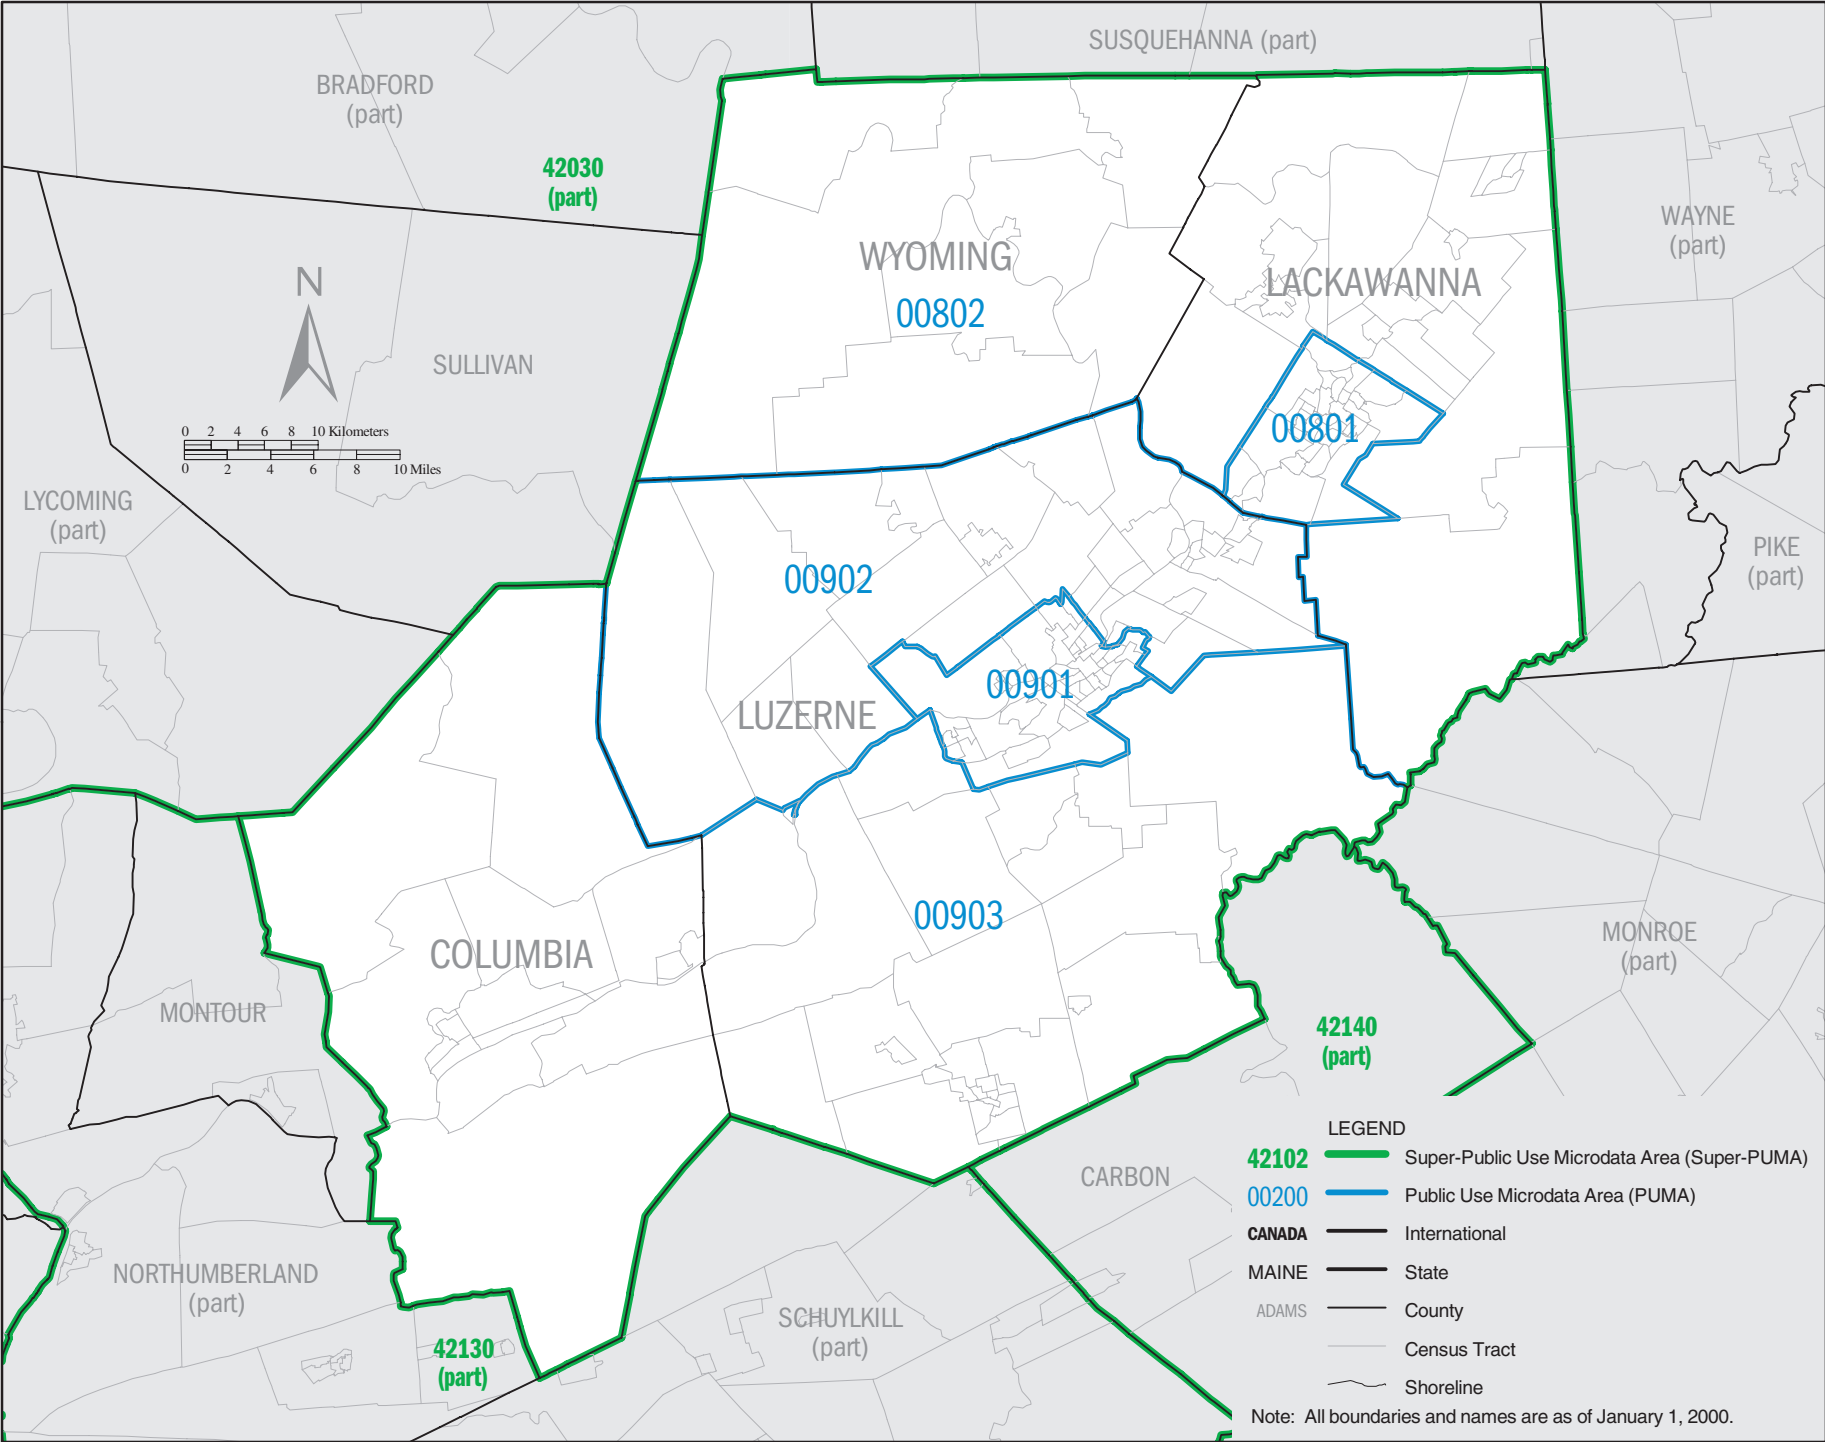 SUSQUEHANNA (part)
BRADFORD
(part)
42030
(part)
WAYNE
(part)
WYOMING
00802
LACKAWANNA
N
SULLIVAN
00801
0 2 4 6 8 10 Kilometers
0 2 4 6 8 10 Miles
LYCOMING
(part)
PIKE
(part)
00902
00901
LUZERNE
00903
COLUMBIA
MONROE
(part)
MONTOUR
42140
(part)
CARBON
NORTHUMBERLAND
(part)
SCHUYLKILL
(part)
42130
(part)
LEGEND
42102 Super-Public Use Microdata Area (Super-PUMA)
00200 Public Use Microdata Area (PUMA)
CANADA International
MAINE State
ADAMS County
Census Tract
Shoreline
Note: All boundaries and names are as of January 1, 2000.